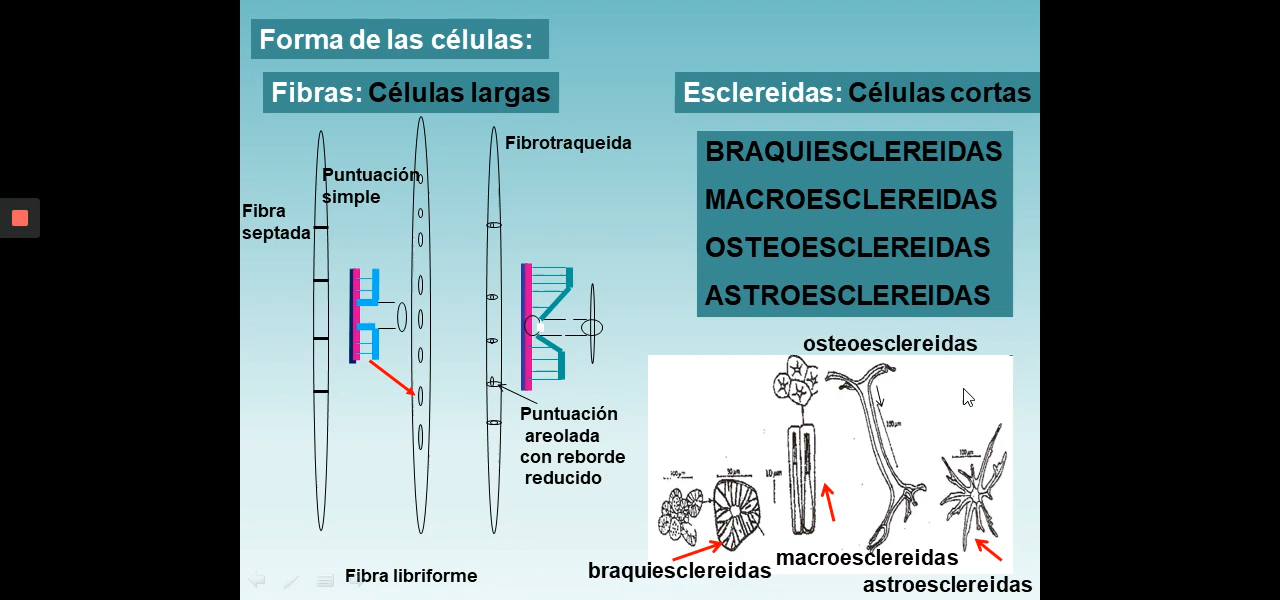 Forma de las células:
Fibras: Células largas
Esclereidas: Células cortas
Fibrotraqueida
Puntuación
simple
Fibra
septada
BRAQUIESCLEREIDAS
MACROESCLEREIDAS
OSTEOESCLEREIDAS
ASTROESCLEREIDAS
osteoesclereidas
Puntuación
areolada
con reborde
reducido
macroesclereidas
braquiesclereidas
astroesclereidas
Fibra libriforme